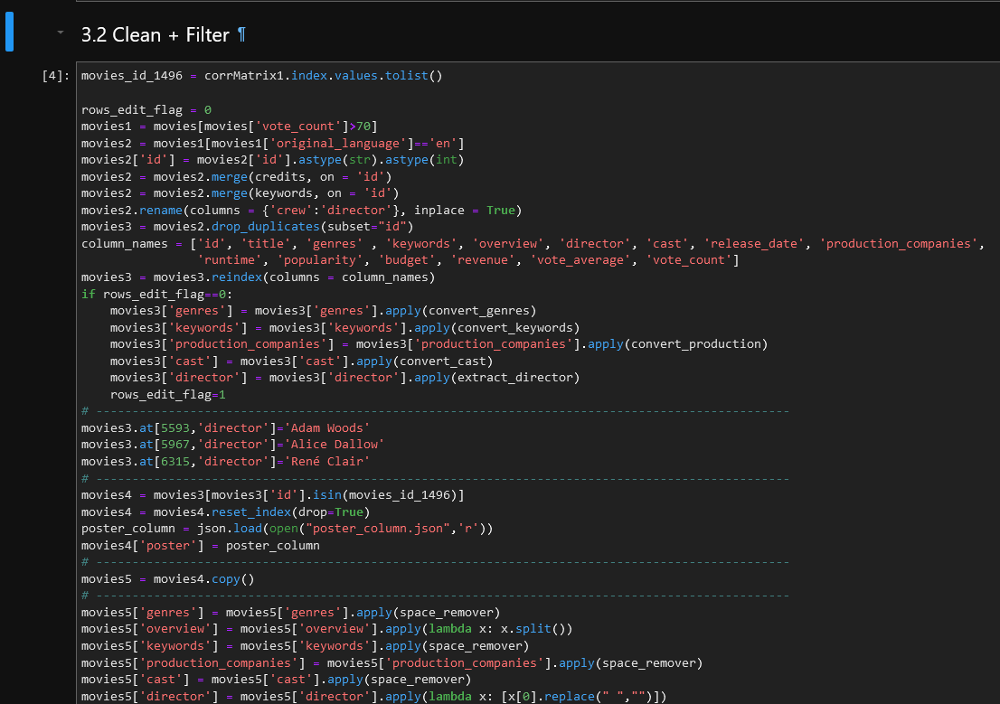 3.2 Clean + Filter ¶
[4]: movies_id_1496 = corrMatrix1.index.values.tolist()
rows_edit_flag = 0
movies1 = movies[movies['vote_count']>70]
movies2 = movies1[movies1['original_language']=='en']
movies2['id'] = movies2['id'].astype(str).astype(int)
movies2 = movies2.merge(credits, on = 'id')
movies2 = movies2.merge(keywords, on = 'id')
movies2.rename(columns = {'crew':'director'}, inplace = True)
movies3 = movies2.drop_duplicates(subset="id")
column_names = ['id', 'title', 'genres' , 'keywords', 'overview', 'director', 'cast', 'release_date', 'production_companies',
'runtime', 'popularity', 'budget', 'revenue', 'vote_average', 'vote_count']
movies3 = movies3.reindex(columns = column_names)
if rows_edit_flag==0:
    movies3['genres'] = movies3['genres'].apply(convert_genres)
    movies3['keywords'] = movies3['keywords'].apply(convert_keywords)
    movies3['production_companies'] = movies3['production_companies'].apply(convert_production)
    movies3['cast'] = movies3['cast'].apply(convert_cast)
    movies3['director'] = movies3['director'].apply(extract_director)
    rows_edit_flag=1
# ------------------------------------------------------------------------------------------------
movies3.at[5593,'director']='Adam Woods'
movies3.at[5967,'director']='Alice Dallow'
movies3.at[6315,'director']='René Clair'
# ------------------------------------------------------------------------------------------------
movies4 = movies3[movies3['id'].isin(movies_id_1496)]
movies4 = movies4.reset_index(drop=True)
poster_column = json.load(open("poster_column.json",'r'))
movies4['poster'] = poster_column
# ------------------------------------------------------------------------------------------------
movies5 = movies4.copy()
# ------------------------------------------------------------------------------------------------
movies5['genres'] = movies5['genres'].apply(space_remover)
movies5['overview'] = movies5['overview'].apply(lambda x: x.split())
movies5['keywords'] = movies5['keywords'].apply(space_remover)
movies5['production_companies'] = movies5['production_companies'].apply(space_remover)
movies5['cast'] = movies5['cast'].apply(space_remover)
movies5['director'] = movies5['director'].apply(lambda x: [x[0].replace(" ","")])